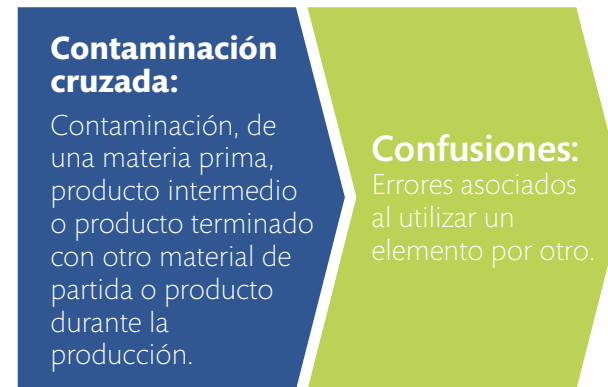 Contaminación
cruzada:
Contaminación, de
una materia prima,
producto intermedio
o producto terminado
con otro material de
partida o producto
durante la
producción.
Confusiones:
Errores asociados
al utilizar un
elemento por otro.